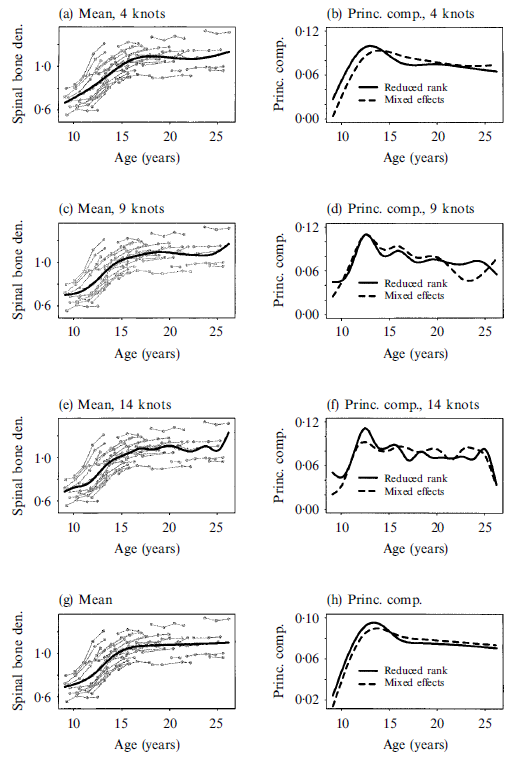 (a) Mean, 4 knots
Spinal bone den.
1·0
0·6
10 15 20 25
Age (years)
(b) Princ. comp., 4 knots
Princ. comp.
0·12
0·06
0·00
Reduced rank
Mixed effects
10 15 20 25
Age (years)
(c) Mean, 9 knots
Spinal bone den.
1·0
0·6
10 15 20 25
Age (years)
(d) Princ. comp., 9 knots
Princ. comp.
0·12
0·06
0·00
Reduced rank
Mixed effects
10 15 20 25
Age (years)
(e) Mean, 14 knots
Spinal bone den.
1·0
0·6
10 15 20 25
Age (years)
(f) Princ. comp., 14 knots
Princ. comp.
0·12
0·06
0·00
Reduced rank
Mixed effects
10 15 20 25
Age (years)
(g) Mean
Spinal bone den.
1·0
0·6
10 15 20 25
Age (years)
(h) Princ. comp.
Princ. comp.
0·10
0·06
0·02
Reduced rank
Mixed effects
10 15 20 25
Age (years)